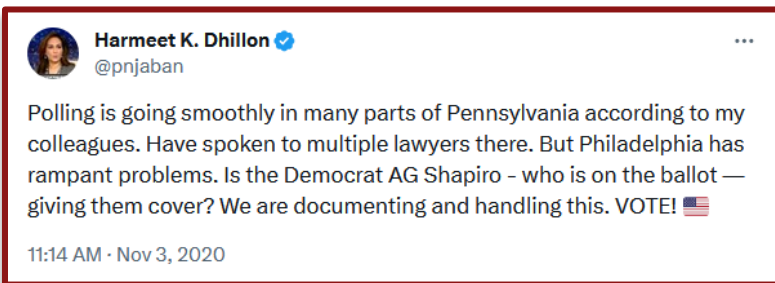 Harmeet K. Dhillon
@pnjaban
Polling is going smoothly in many parts of Pennsylvania according to my
colleagues. Have spoken to multiple lawyers there. But Philadelphia has
rampant problems. Is the Democrat AG Shapiro - who is on the ballot —
giving them cover? We are documenting and handling this. VOTE! 🇺🇸
11:14 AM · Nov 3, 2020